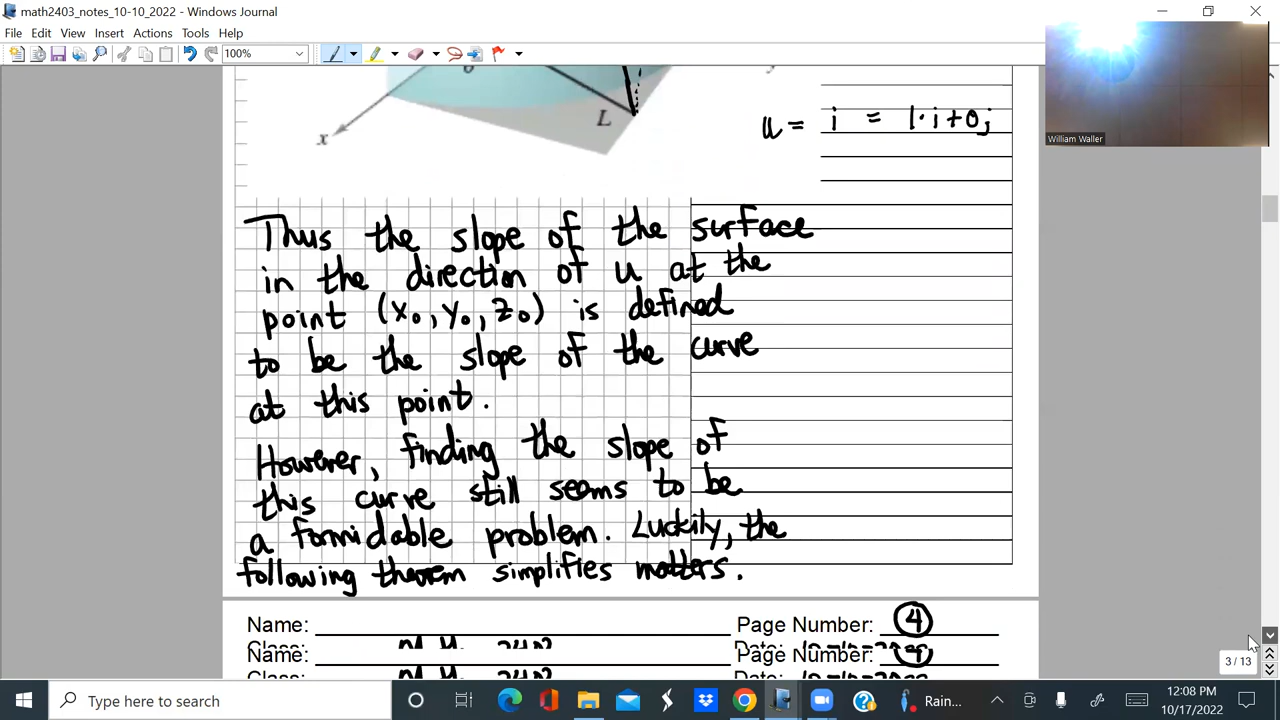 math2403_notes_10-10_2022 - Windows Journal
File Edit View Insert Actions Tools Help
100%
x
y
L
u = i = 1·i+0j
William Waller
Thus the slope of the surface
in the direction of u at the
point (x₀, y₀, z₀) is defined
to be the slope of the curve
at this point.
However, finding the slope of
this curve still seems to be
a formidable problem. Luckily, the
following theorem simplifies matters.
Name: Page Number: 4
Name: Page Number:
3 / 13
Type here to search
Rain...
12:08 PM
10/17/2022